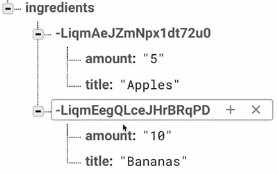 ingredients
-LiqmAeJZmNpx1dt72u0
amount: "5"
title: "Apples"
-LiqmEegQLceJHrBRqPD + ×
amount: "10"
title: "Bananas"